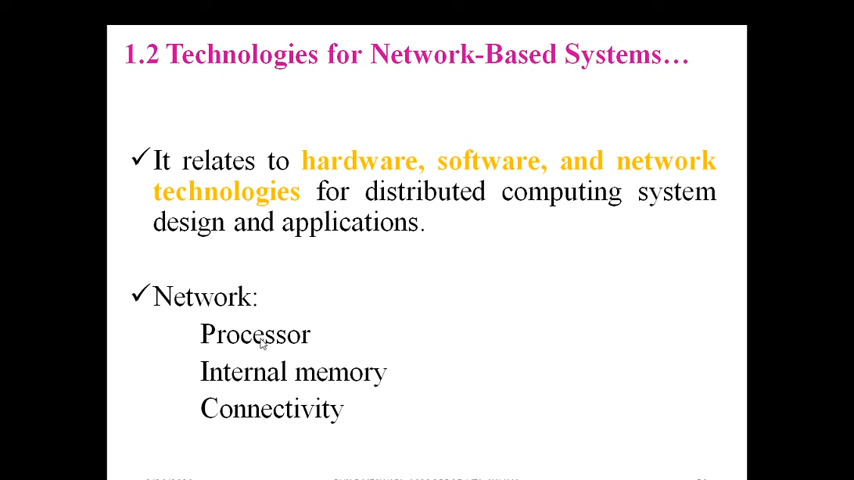 1.2 Technologies for Network-Based Systems…
✓It relates to hardware, software, and network
technologies for distributed computing system
design and applications.
✓Network:
Processor
Internal memory
Connectivity